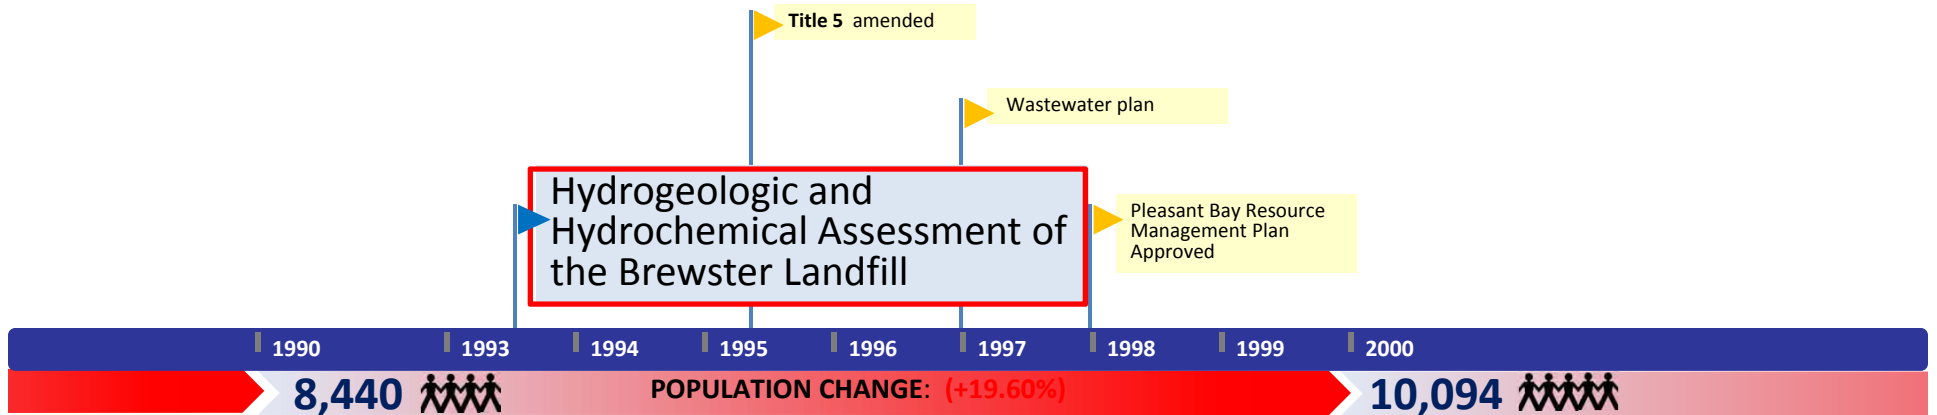 Title 5 amended
Wastewater plan
Hydrogeologic and
Hydrochemical Assessment of
the Brewster Landfill
Pleasant Bay Resource
Management Plan
Approved
1990 1993 1994 1995 1996 1997 1998 1999 2000
8,440 POPULATION CHANGE: (+19.60%) 10,094